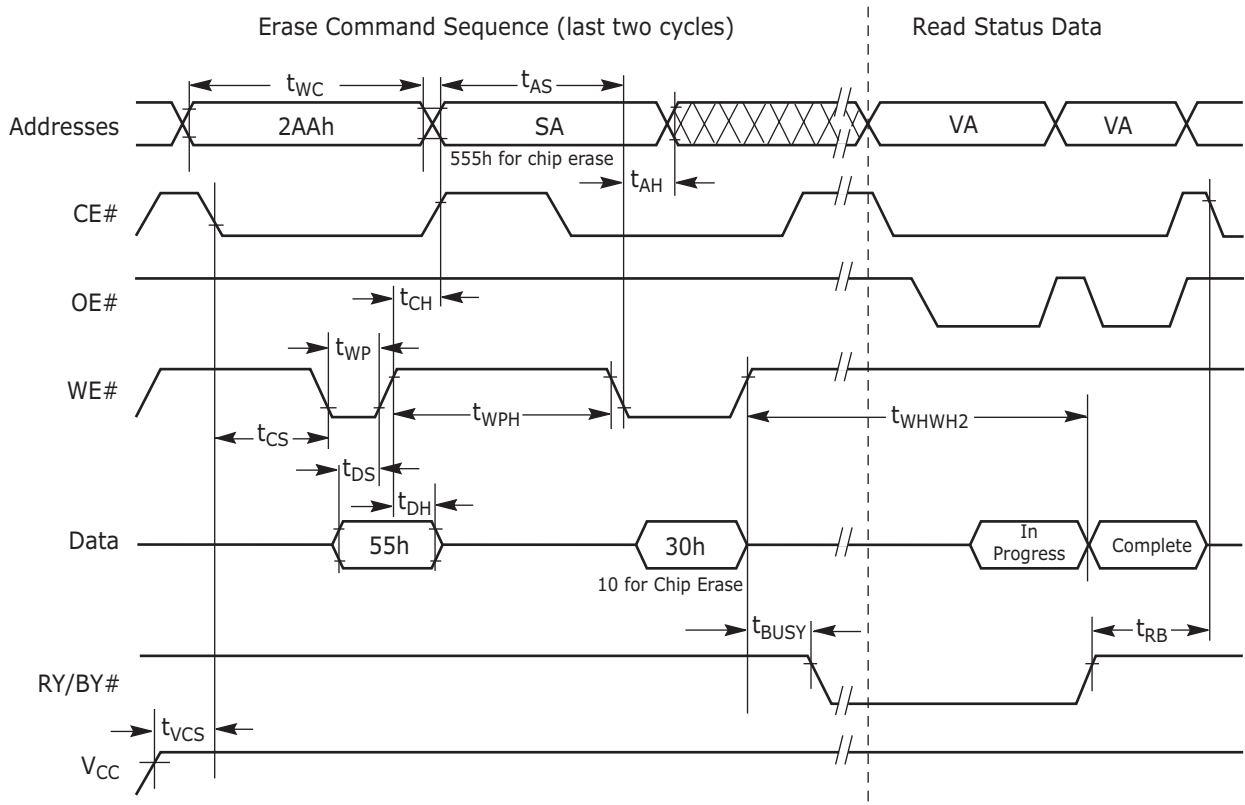 Erase Command Sequence (last two cycles)
Read Status Data
tWC
tAS
Addresses
2AAh
SA
VA
VA
555h for chip erase
tAH
CE#
OE#
tCH
tWP
WE#
tWPH
tWHWH2
tCS
tDS
tDH
Data
55h
30h
In
Progress
Complete
10 for Chip Erase
tBUSY
tRB
RY/BY#
tVCS
VCC